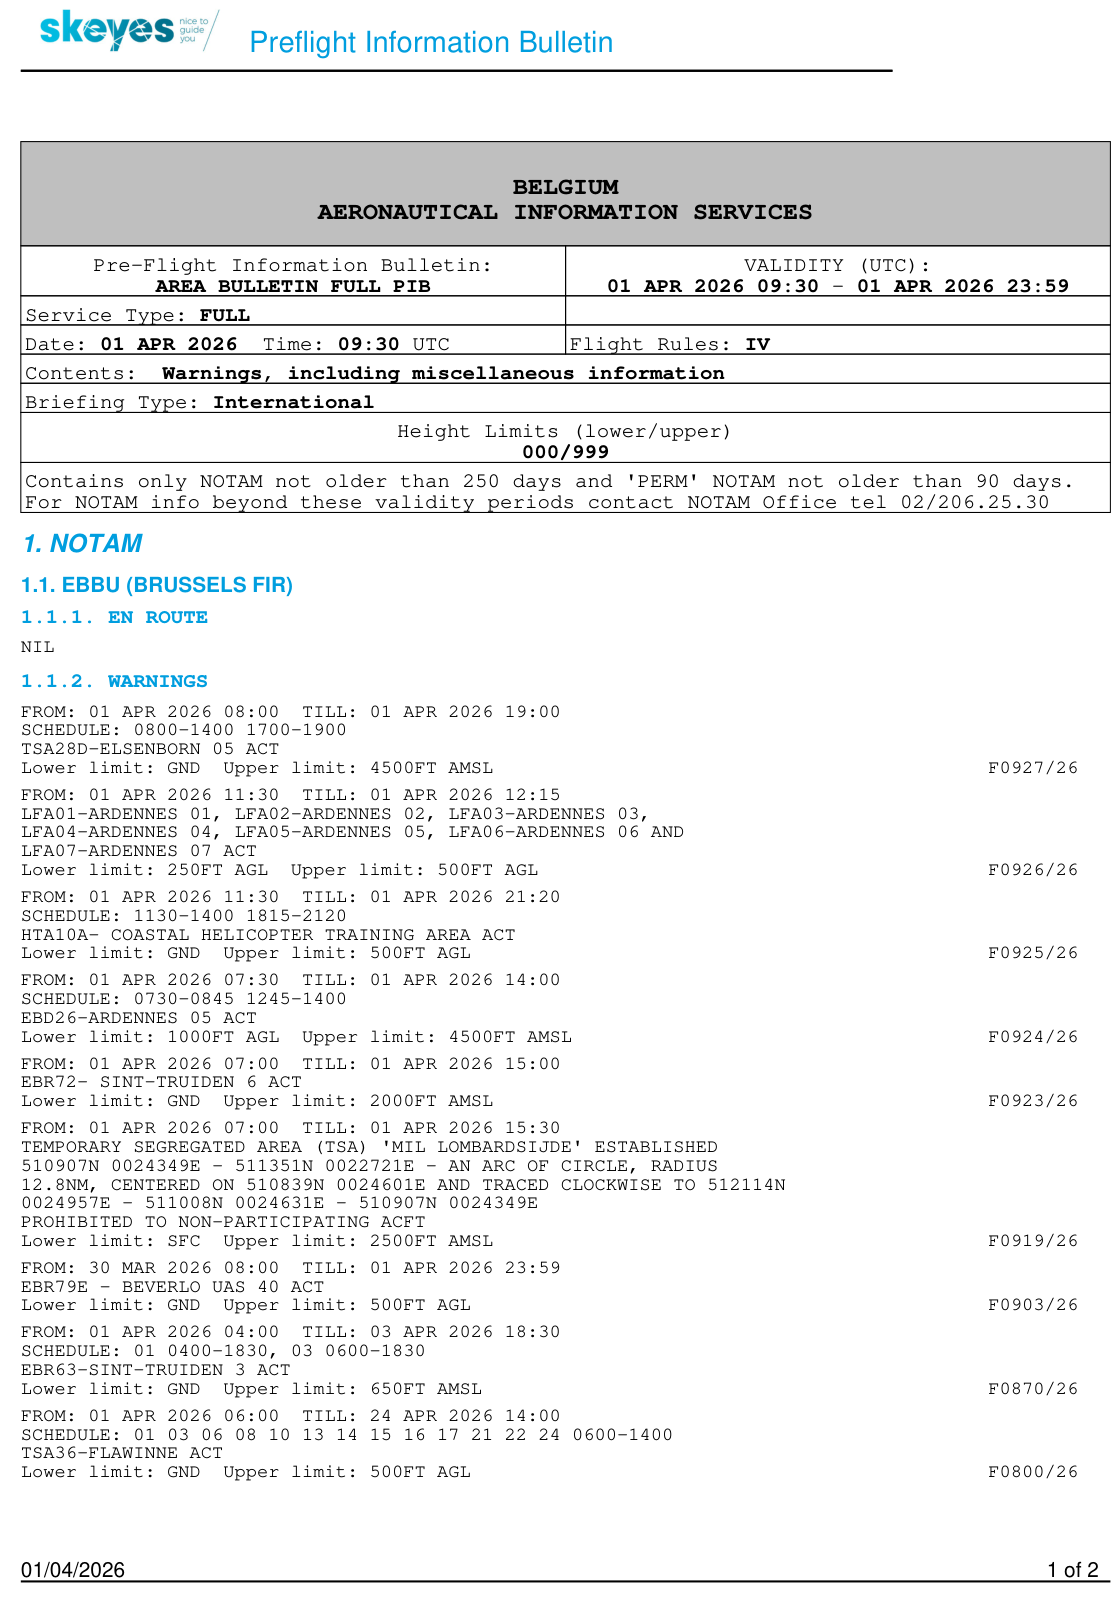 skeyes nice to guide you
Preflight Information Bulletin
BELGIUM
AERONAUTICAL INFORMATION SERVICES
Pre-Flight Information Bulletin:
AREA BULLETIN FULL PIB
VALIDITY (UTC):
01 APR 2026 09:30 - 01 APR 2026 23:59
Service Type: FULL
Date: 01 APR 2026  Time: 09:30 UTC
Flight Rules: IV
Contents:  Warnings, including miscellaneous information
Briefing Type: International
Height Limits (lower/upper)
000/999
Contains only NOTAM not older than 250 days and 'PERM' NOTAM not older than 90 days.
For NOTAM info beyond these validity periods contact NOTAM Office tel 02/206.25.30
1. NOTAM
1.1. EBBU (BRUSSELS FIR)
1.1.1. EN ROUTE
NIL
1.1.2. WARNINGS
FROM: 01 APR 2026 08:00  TILL: 01 APR 2026 19:00
SCHEDULE: 0800-1400 1700-1900
TSA28D-ELSENBORN 05 ACT
Lower limit: GND  Upper limit: 4500FT AMSL F0927/26
FROM: 01 APR 2026 11:30  TILL: 01 APR 2026 12:15
LFA01-ARDENNES 01, LFA02-ARDENNES 02, LFA03-ARDENNES 03,
LFA04-ARDENNES 04, LFA05-ARDENNES 05, LFA06-ARDENNES 06 AND
LFA07-ARDENNES 07 ACT
Lower limit: 250FT AGL  Upper limit: 500FT AGL F0926/26
FROM: 01 APR 2026 11:30  TILL: 01 APR 2026 21:20
SCHEDULE: 1130-1400 1815-2120
HTA10A- COASTAL HELICOPTER TRAINING AREA ACT
Lower limit: GND  Upper limit: 500FT AGL F0925/26
FROM: 01 APR 2026 07:30  TILL: 01 APR 2026 14:00
SCHEDULE: 0730-0845 1245-1400
EBD26-ARDENNES 05 ACT
Lower limit: 1000FT AGL  Upper limit: 4500FT AMSL F0924/26
FROM: 01 APR 2026 07:00  TILL: 01 APR 2026 15:00
EBR72- SINT-TRUIDEN 6 ACT
Lower limit: GND  Upper limit: 2000FT AMSL F0923/26
FROM: 01 APR 2026 07:00  TILL: 01 APR 2026 15:30
TEMPORARY SEGREGATED AREA (TSA) 'MIL LOMBARDSIJDE' ESTABLISHED
510907N 0024349E - 511351N 0022721E - AN ARC OF CIRCLE, RADIUS
12.8NM, CENTERED ON 510839N 0024601E AND TRACED CLOCKWISE TO 512114N
0024957E - 511008N 0024631E - 510907N 0024349E
PROHIBITED TO NON-PARTICIPATING ACFT
Lower limit: SFC  Upper limit: 2500FT AMSL F0919/26
FROM: 30 MAR 2026 08:00  TILL: 01 APR 2026 23:59
EBR79E - BEVERLO UAS 40 ACT
Lower limit: GND  Upper limit: 500FT AGL F0903/26
FROM: 01 APR 2026 04:00  TILL: 03 APR 2026 18:30
SCHEDULE: 01 0400-1830, 03 0600-1830
EBR63-SINT-TRUIDEN 3 ACT
Lower limit: GND  Upper limit: 650FT AMSL F0870/26
FROM: 01 APR 2026 06:00  TILL: 24 APR 2026 14:00
SCHEDULE: 01 03 06 08 10 13 14 15 16 17 21 22 24 0600-1400
TSA36-FLAWINNE ACT
Lower limit: GND  Upper limit: 500FT AGL F0800/26
01/04/2026 1 of 2